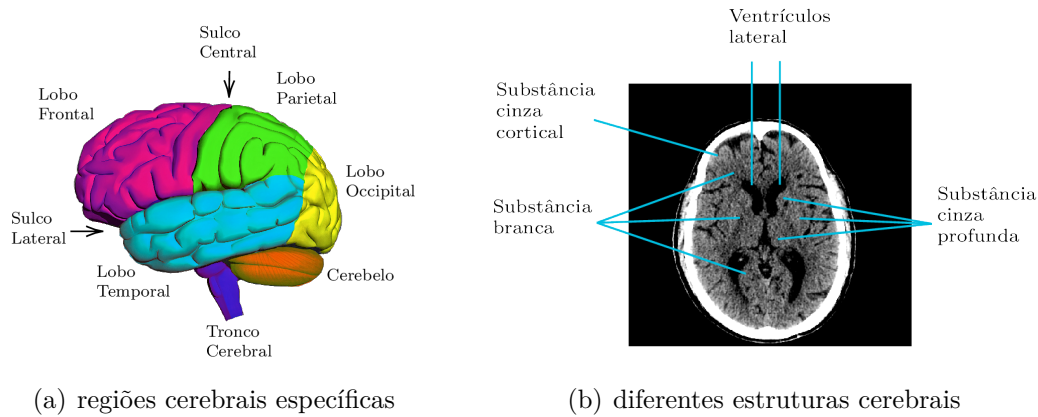 Sulco
Central
Lobo
Frontal
Lobo
Parietal
Lobo
Occipital
Sulco
Lateral
Lobo
Temporal
Cerebelo
Tronco
Cerebral
(a) regiões cerebrais específicas
Ventrículos
lateral
Substância
cinza
cortical
Substância
branca
Substância
cinza
profunda
(b) diferentes estruturas cerebrais